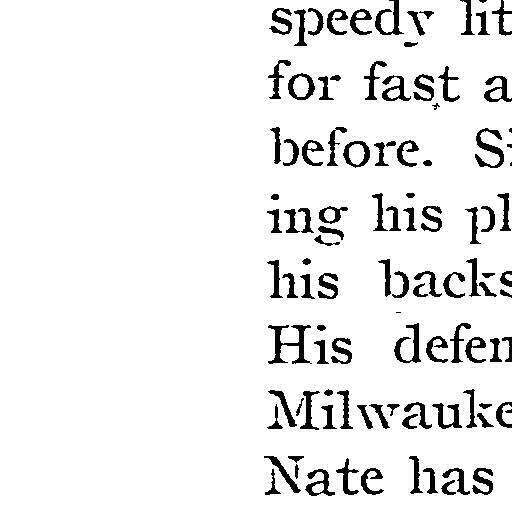 speedy lit
for fast a
before. Si
ing his pl
his backs
His defen
Milwauke
Nate has